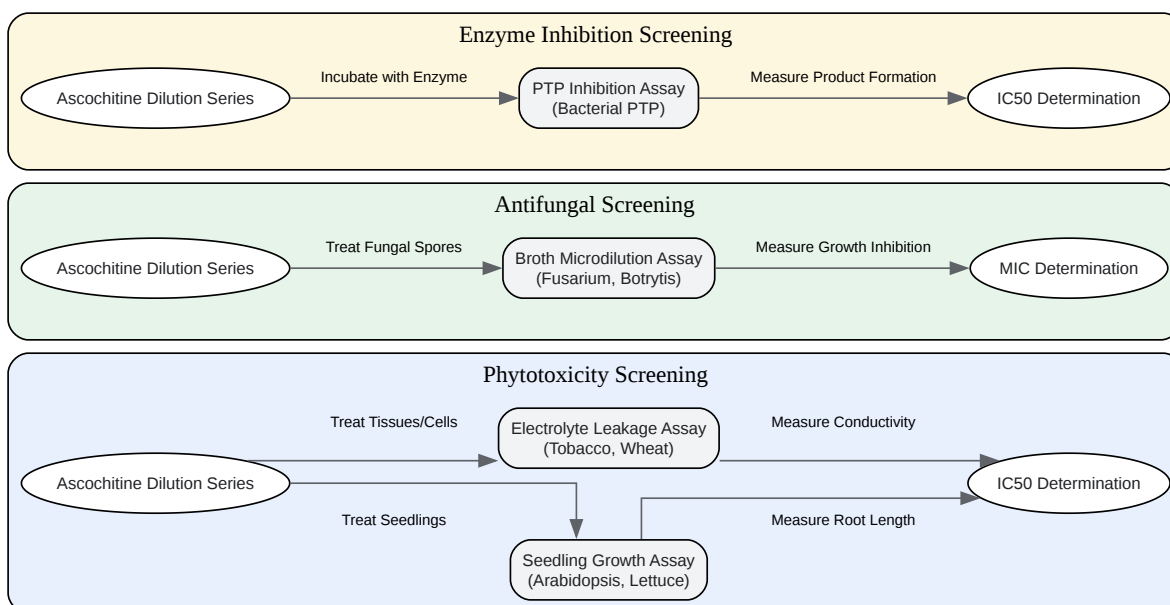 Enzyme Inhibition Screening
Incubate with Enzyme
Measure Product Formation
Ascochitine Dilution Series
PTP Inhibition Assay
(Bacterial PTP)
IC50 Determination
Antifungal Screening
Treat Fungal Spores
Measure Growth Inhibition
Ascochitine Dilution Series
Broth Microdilution Assay
(Fusarium, Botrytis)
MIC Determination
Phytotoxicity Screening
Treat Tissues/Cells
Electrolyte Leakage Assay
(Tobacco, Wheat)
Measure Conductivity
Ascochitine Dilution Series
IC50 Determination
Treat Seedlings
Measure Root Length
Seedling Growth Assay
(Arabidopsis, Lettuce)